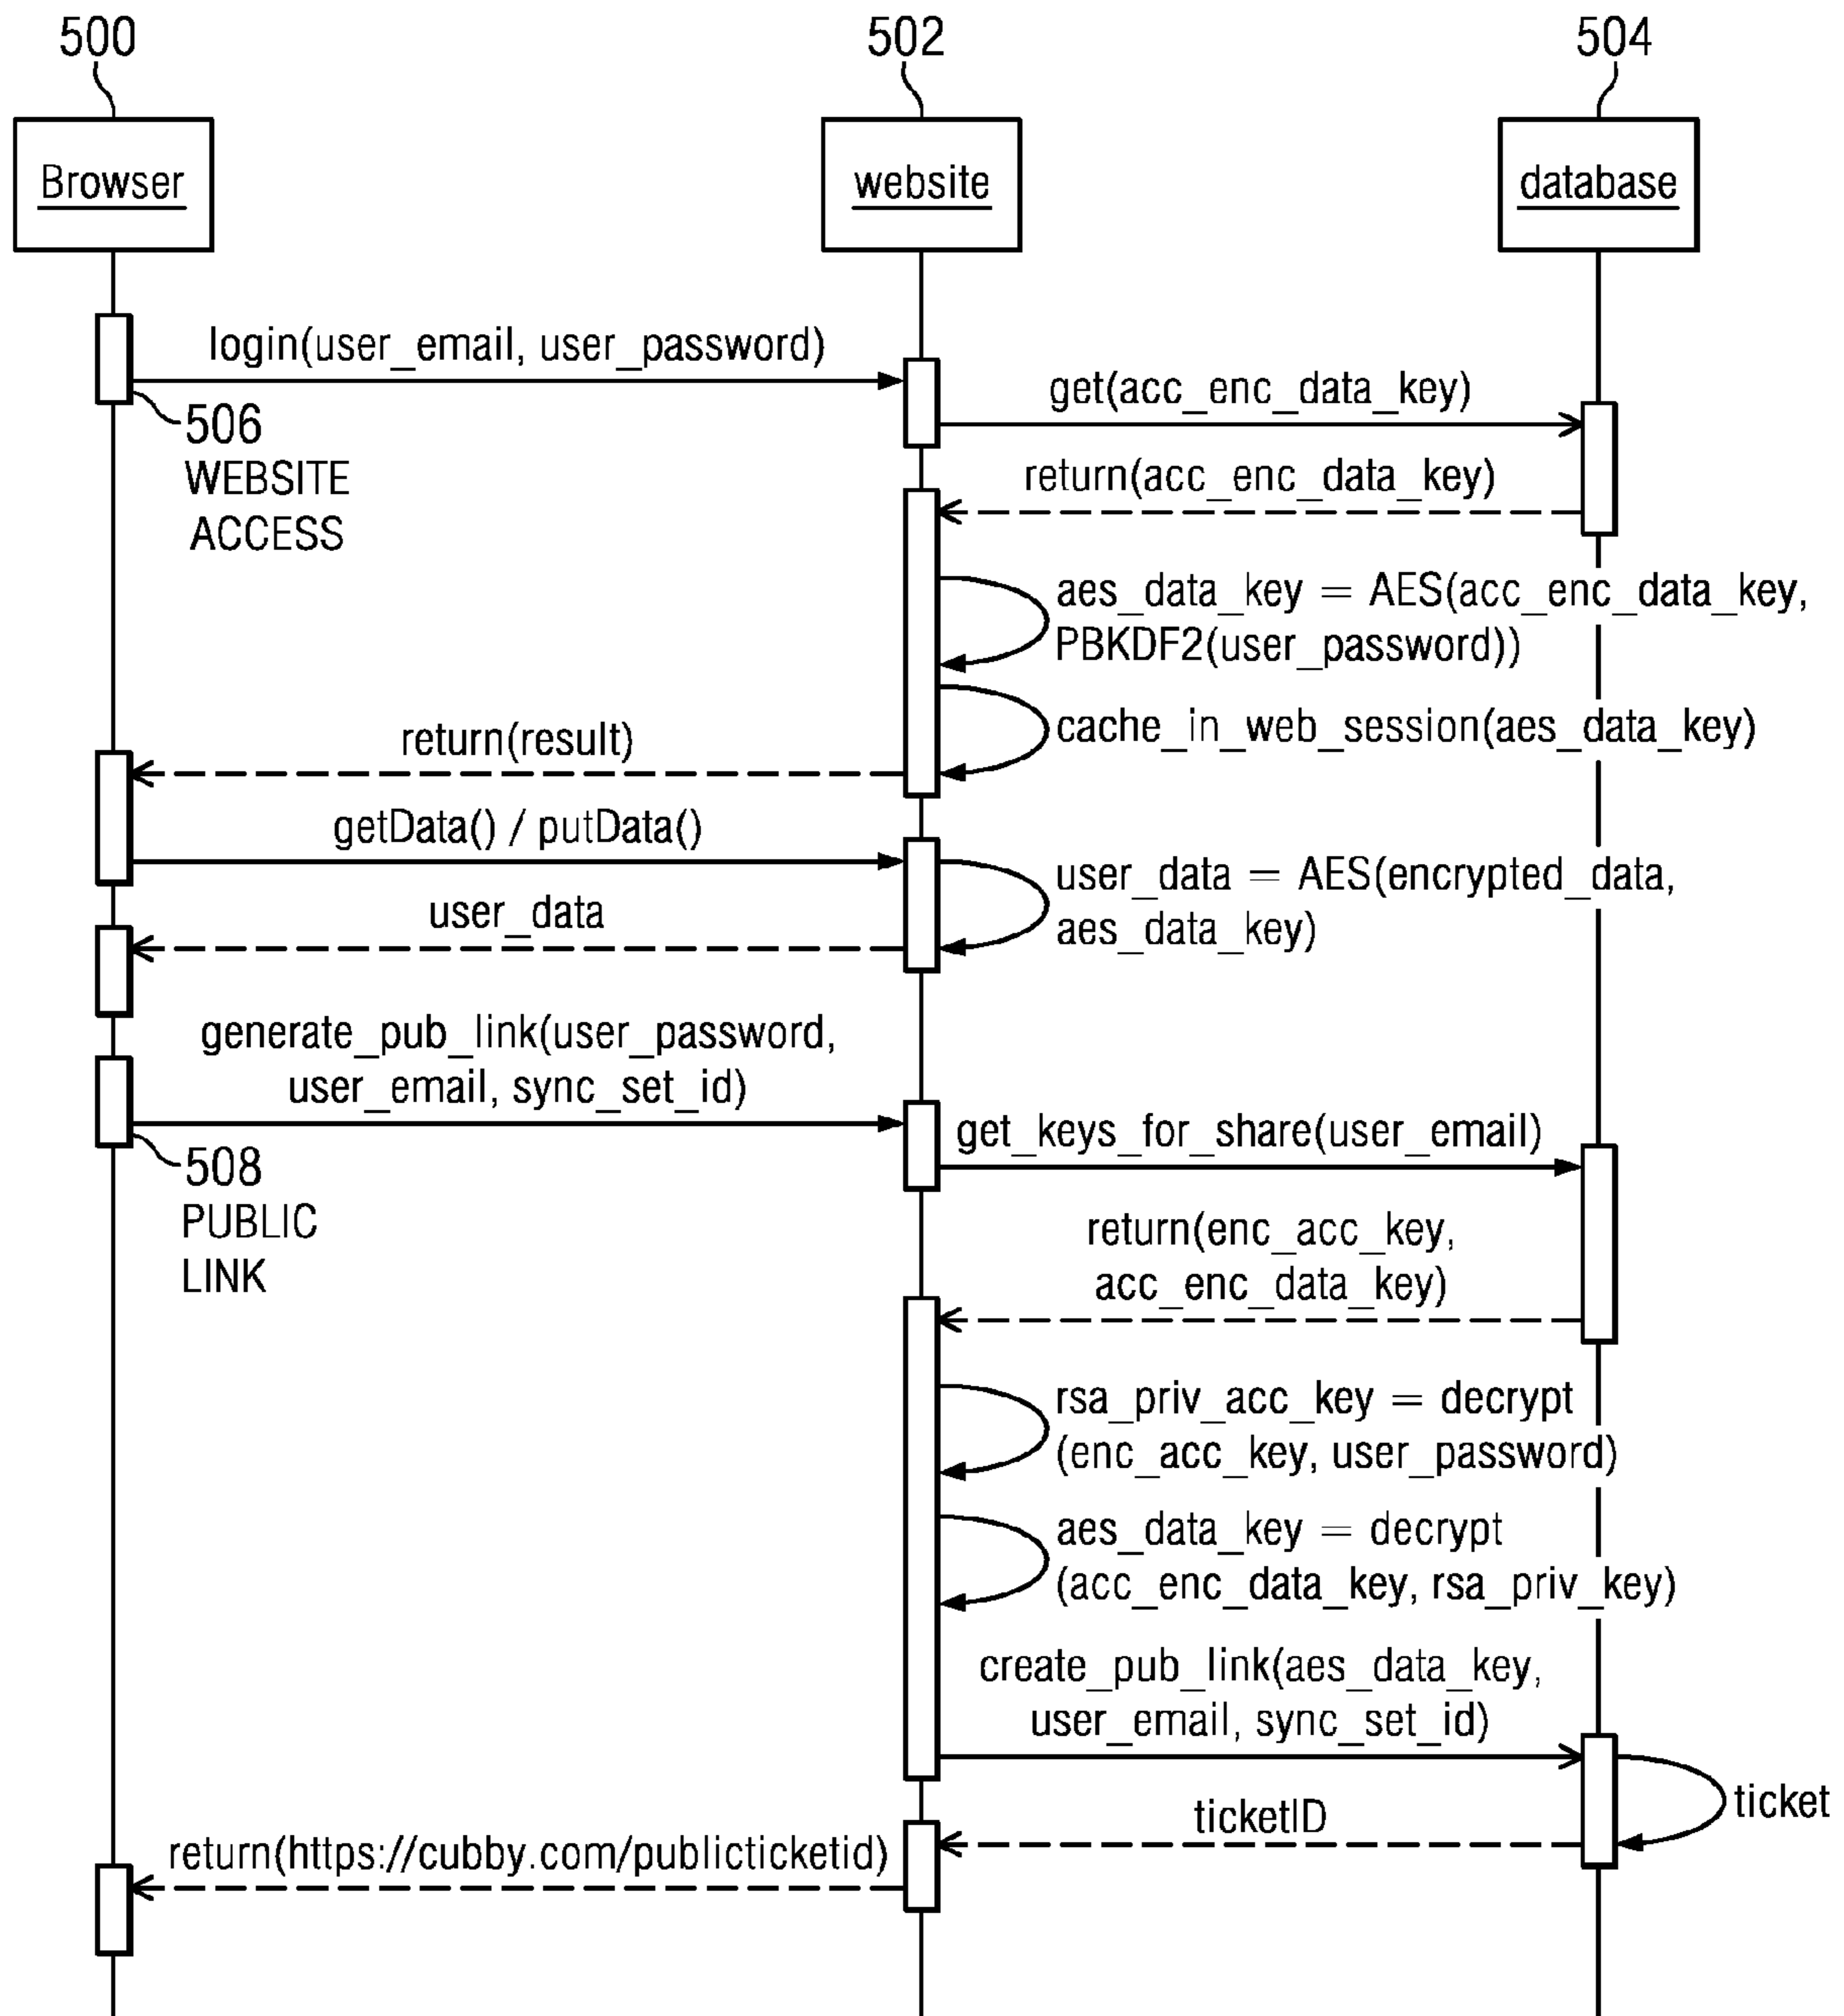 500
502
504
Browser
website
database
login(user_email, user_password)
get(acc_enc_data_key)
506
WEBSITE
ACCESS
return(acc_enc_data_key)
aes_data_key = AES(acc_enc_data_key,
PBKDF2(user_password))
cache_in_web_session(aes_data_key)
return(result)
getData() / putData()
user_data = AES(encrypted_data,
aes_data_key)
user_data
generate_pub_link(user_password,
user_email, sync_set_id)
508
PUBLIC
LINK
get_keys_for_share(user_email)
return(enc_acc_key,
acc_enc_data_key)
rsa_priv_acc_key = decrypt
(enc_acc_key, user_password)
aes_data_key = decrypt
(acc_enc_data_key, rsa_priv_key)
create_pub_link(aes_data_key,
user_email, sync_set_id)
ticket
ticketID
return(https://cubby.com/publicticketid)